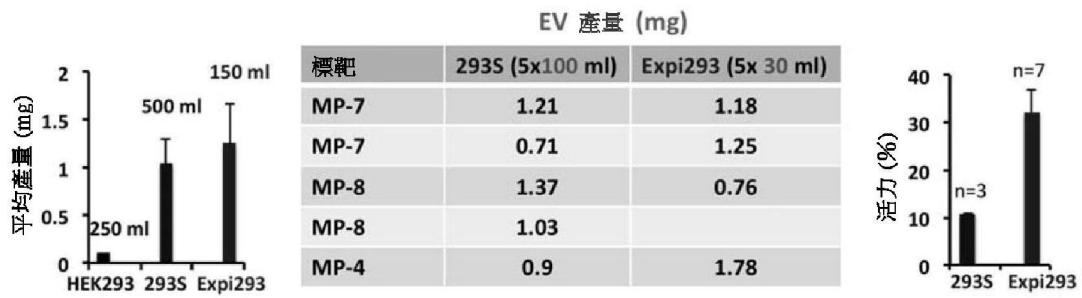 EV 產量 (mg)
平均產量 (mg)
2
1.5
1
0.5
0
250 ml
500 ml
150 ml
HEK293 293S Expi293
標靶 293S (5x100 ml) Expi293 (5x 30 ml)
MP-7 1.21 1.18
MP-7 0.71 1.25
MP-8 1.37 0.76
MP-8 1.03
MP-4 0.9 1.78
活力 (%)
40
30
20
10
0
n=3
n=7
293S Expi293